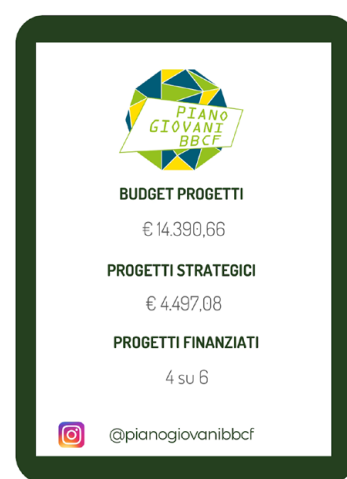 PIANO
GIOVANI
BBCF
BUDGET PROGETTI
€ 14.390,66
PROGETTI STRATEGICI
€ 4.497,08
PROGETTI FINANZIATI
4 su 6
@pianogiovanibbcf